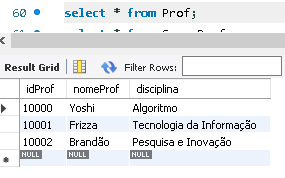 60 select * from Prof;
61
Result Grid Filter Rows:
idProf nomeProf disciplina
10000 Yoshi Algoritmo
10001 Frizza Tecnologia da Informação
10002 Brandão Pesquisa e Inovação
NULL NULL NULL